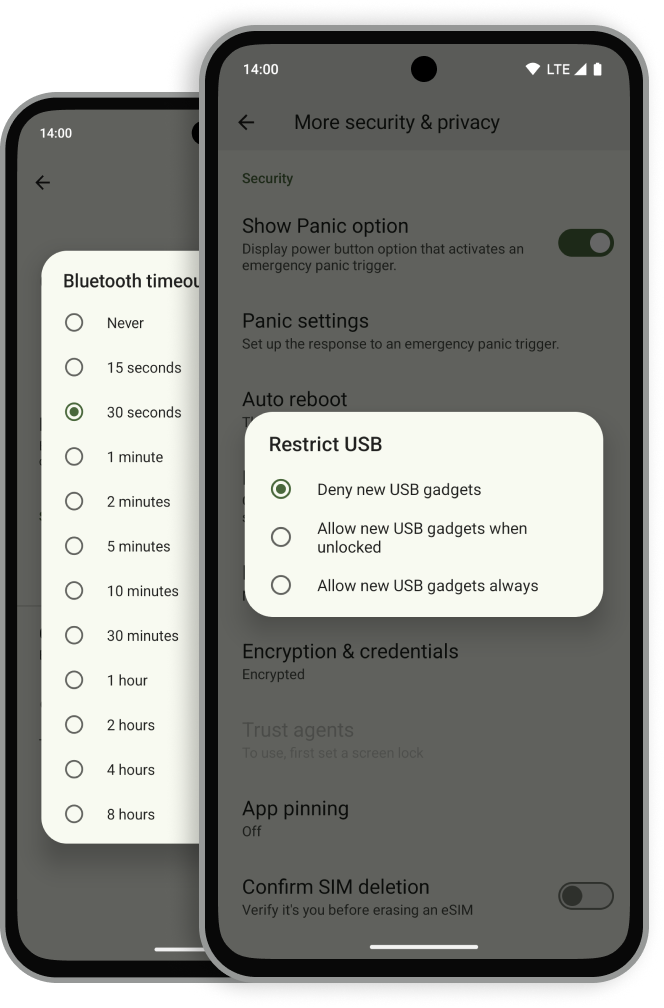 14:00
Bluetooth timeou
Never
15 seconds
30 seconds
1 minute
2 minutes
5 minutes
10 minutes
30 minutes
1 hour
2 hours
4 hours
8 hours
14:00
LTE
More security & privacy
Security
Show Panic option
Display power button option that activates an
emergency panic trigger.
Panic settings
Set up the response to an emergency panic trigger.
Auto reboot
Restrict USB
Deny new USB gadgets
Allow new USB gadgets when
unlocked
Allow new USB gadgets always
Encryption & credentials
Encrypted
Trust agents
To use, first set a screen lock
App pinning
Off
Confirm SIM deletion
Verify it's you before erasing an eSIM